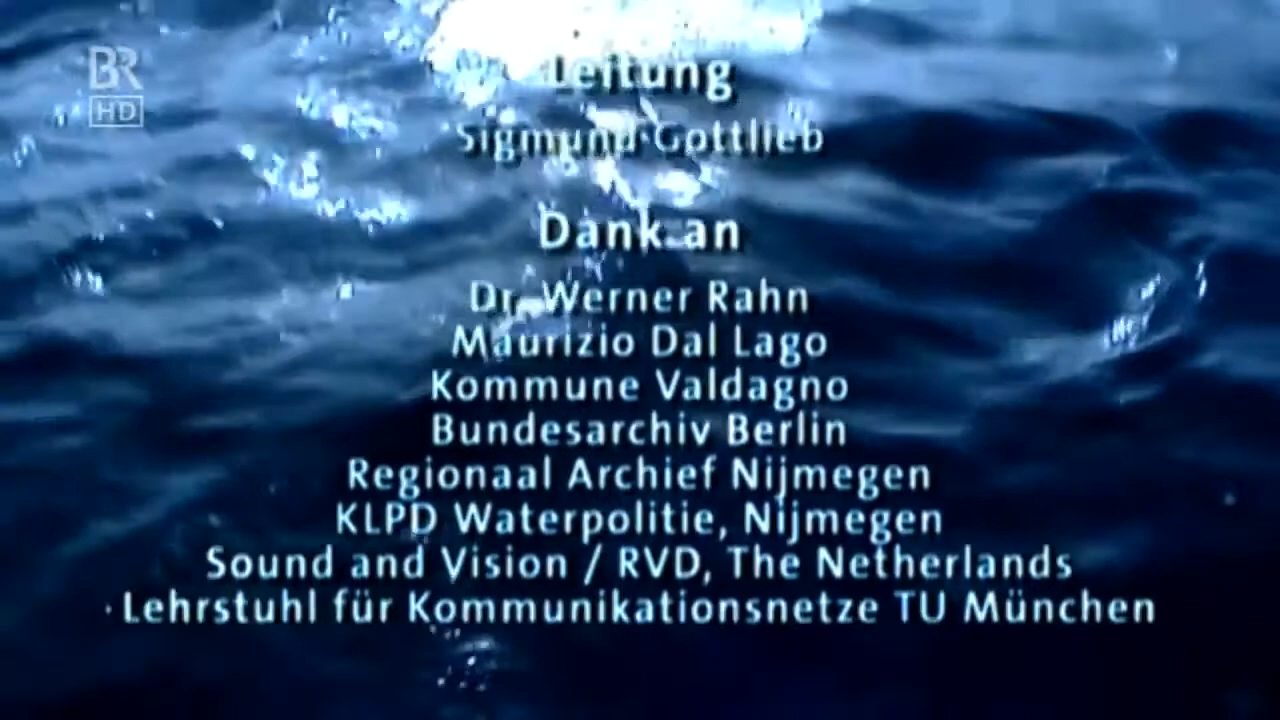 BR
HD
Leitung
Sigmund Gottlieb
Dank an
Dr. Werner Rahn
Maurizio Dal Lago
Kommune Valdagno
Bundesarchiv Berlin
Regionaal Archief Nijmegen
KLPD Waterpolitie, Nijmegen
Sound and Vision / RVD, The Netherlands
Lehrstuhl für Kommunikationsnetze TU München